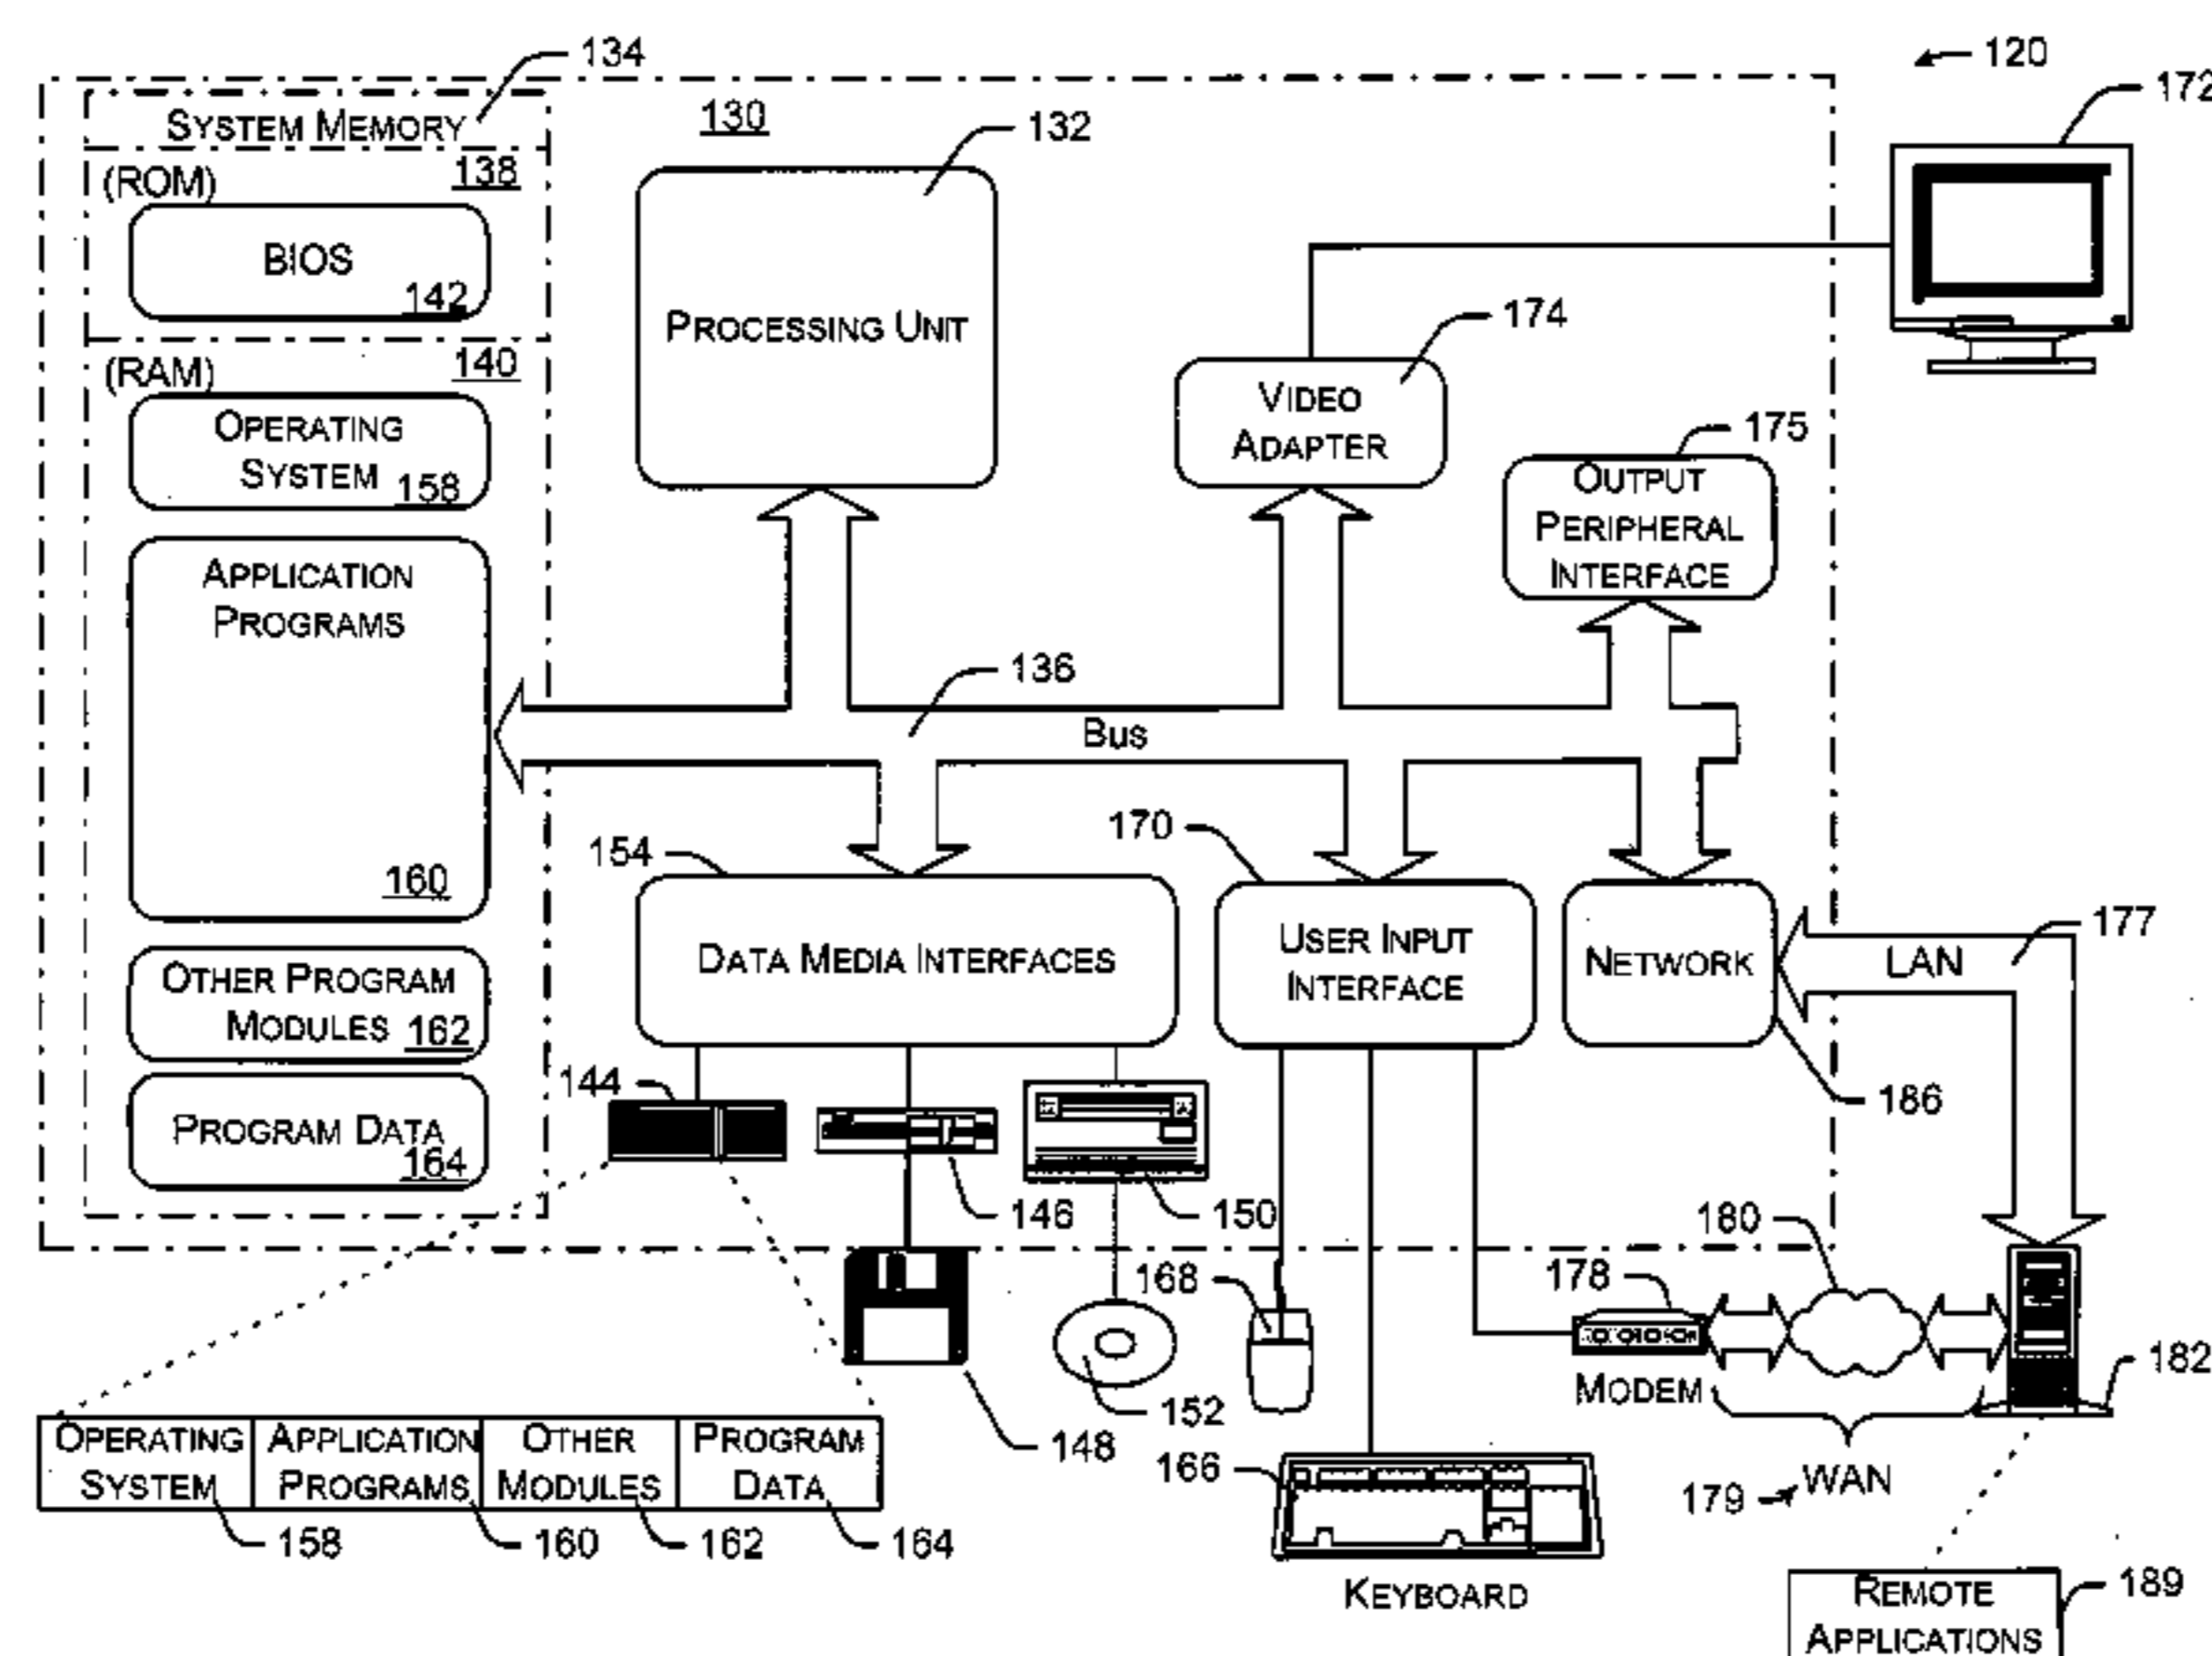 134
120
172
SYSTEM MEMORY
130
132
(ROM)
138
BIOS
142
PROCESSING UNIT
174
(RAM)
140
VIDEO
ADAPTER
OPERATING
SYSTEM
158
175
OUTPUT
PERIPHERAL
INTERFACE
APPLICATION
PROGRAMS
160
136
Bus
154
170
177
DATA MEDIA INTERFACES
USER INPUT
INTERFACE
NETWORK
LAN
OTHER PROGRAM
MODULES 162
144
186
PROGRAM DATA
164
146
150
180
168
178
182
MODEM
152
148
OPERATING
SYSTEM
APPLICATION
PROGRAMS
OTHER
MODULES
PROGRAM
DATA
166
179
WAN
158
160
162
164
KEYBOARD
189
REMOTE
APPLICATIONS